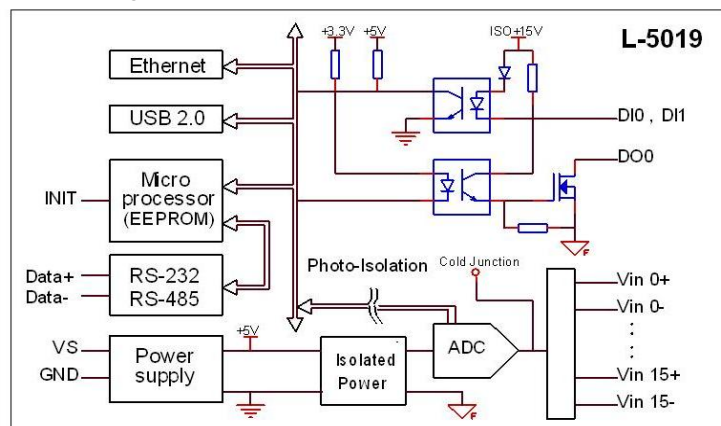 L-5019
+3.3V
+5V
ISO+15V
Ethernet
USB 2.0
DI0 , DI1
DO0
Micro
processor
(EEPROM)
INIT
F
RS-232
RS-485
Data+
Data-
Photo-Isolation
Cold Junction
Vin 0+
Vin 0-
Vin 15+
Vin 15-
ADC
+5V
VS
GND
Power
supply
Isolated
Power
F